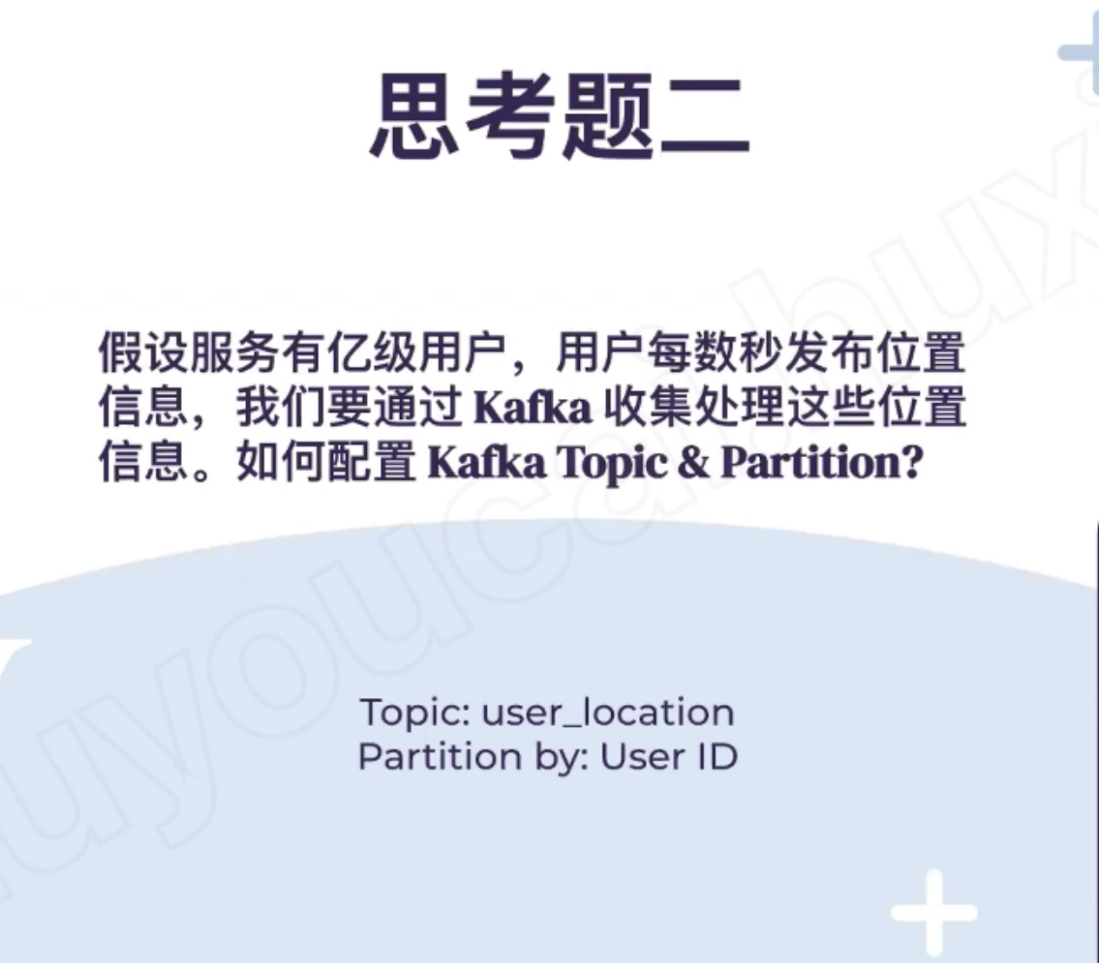 思考题二
假设服务有亿级用户，用户每数秒发布位置
信息，我们要通过 Kafka 收集处理这些位置
信息。如何配置 Kafka Topic & Partition?
Topic: user_location
Partition by: User ID